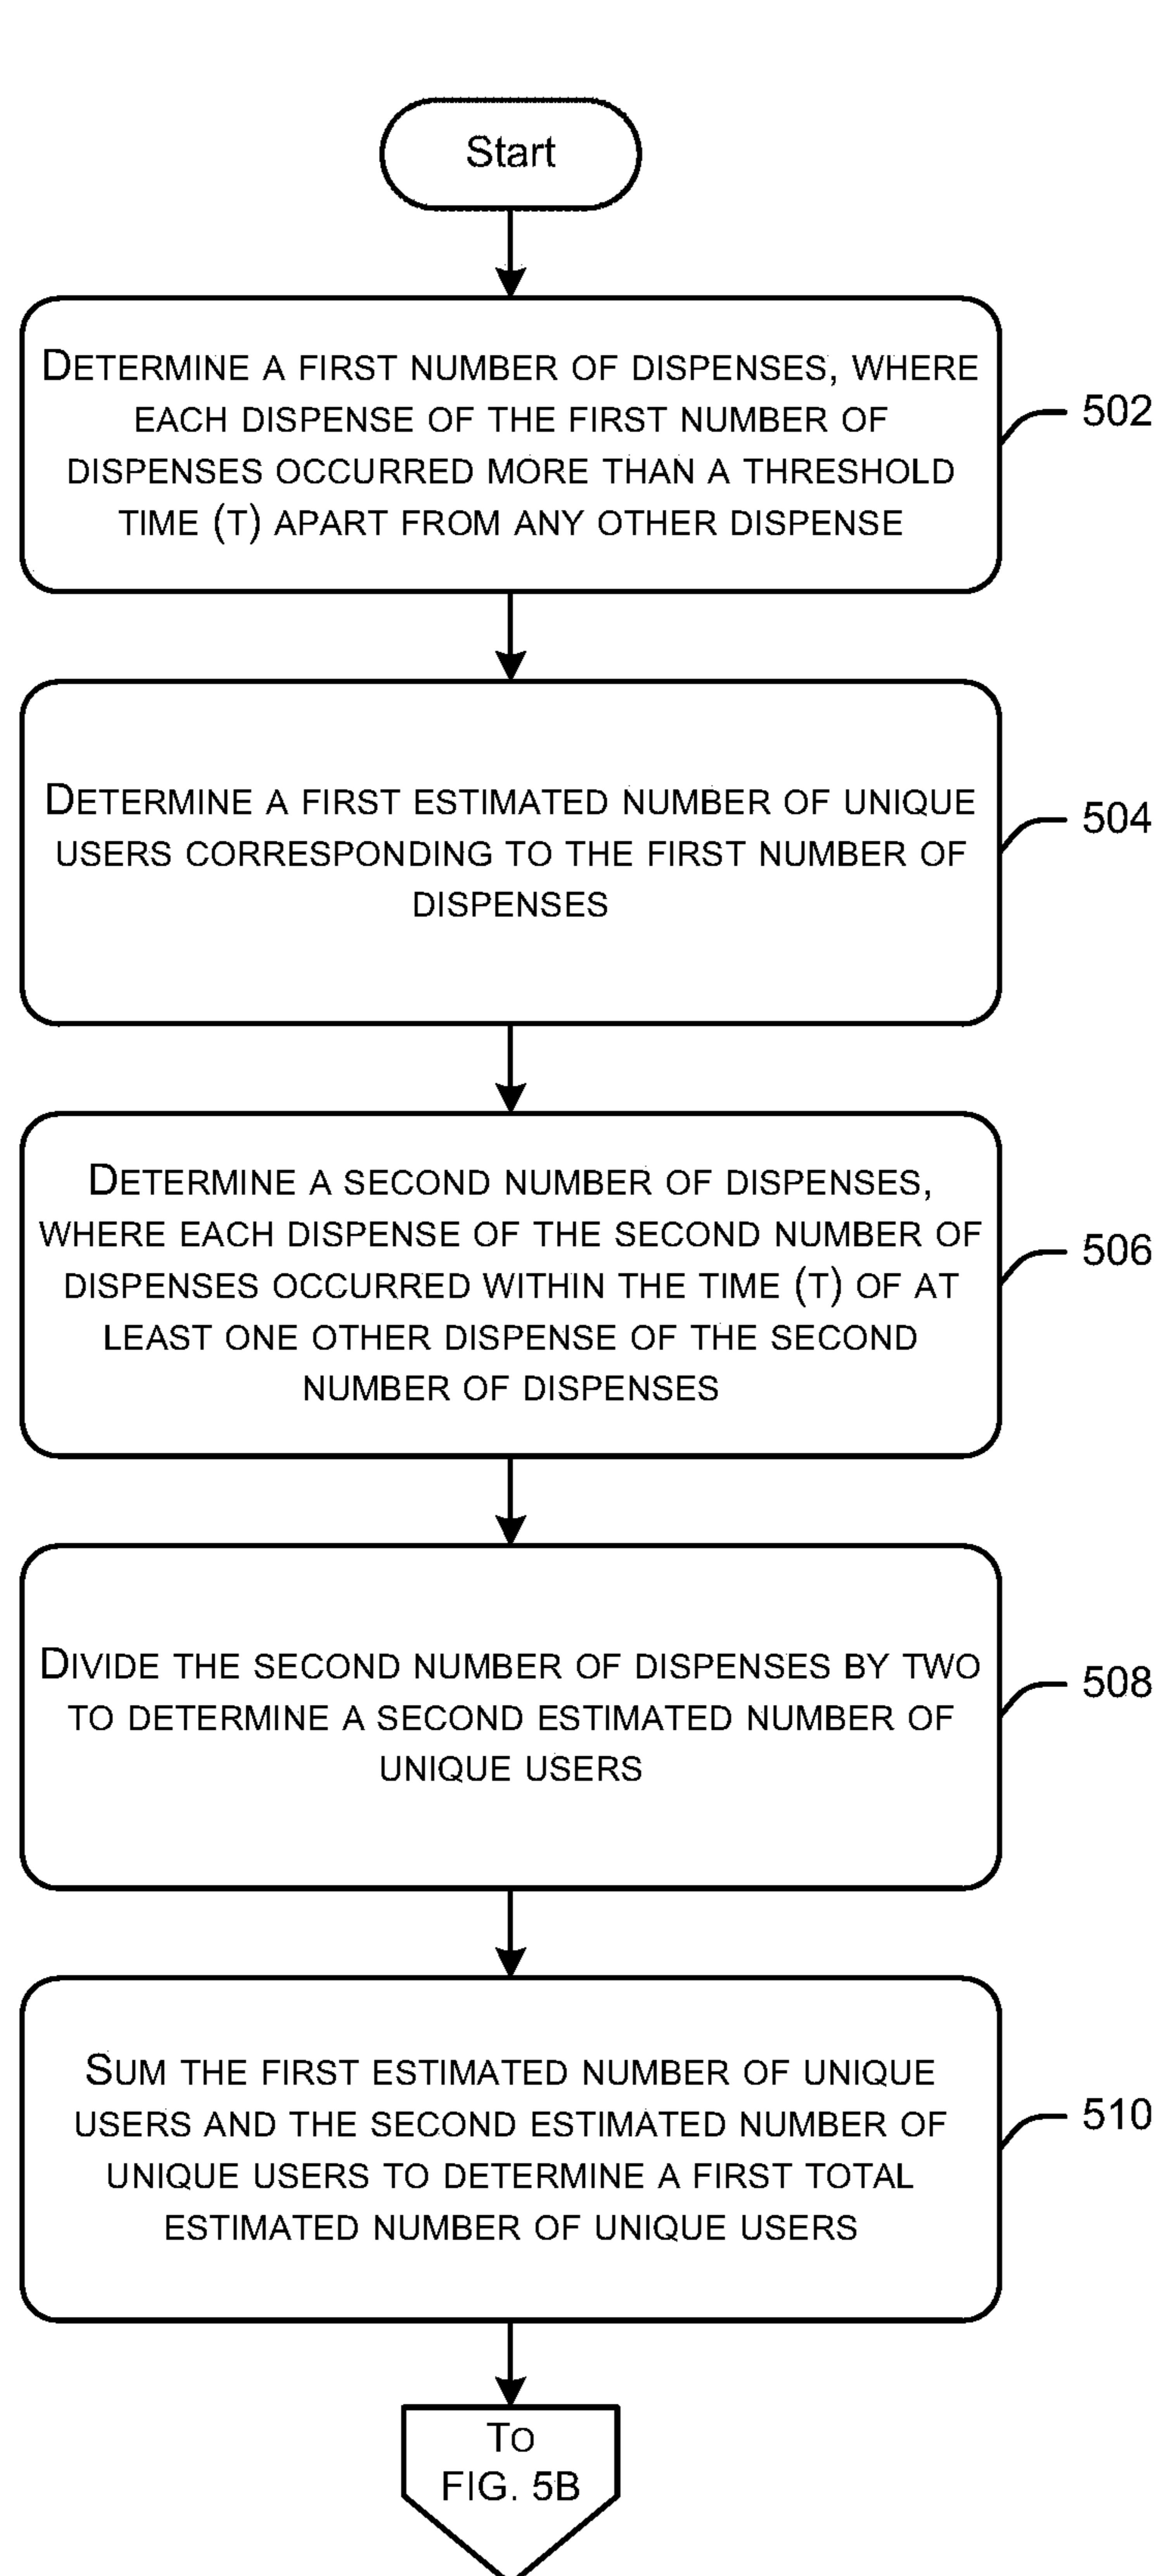 Start
DETERMINE A FIRST NUMBER OF DISPENSES, WHERE
EACH DISPENSE OF THE FIRST NUMBER OF
DISPENSES OCCURRED MORE THAN A THRESHOLD
TIME (T) APART FROM ANY OTHER DISPENSE
502
DETERMINE A FIRST ESTIMATED NUMBER OF UNIQUE
USERS CORRESPONDING TO THE FIRST NUMBER OF
DISPENSES
504
DETERMINE A SECOND NUMBER OF DISPENSES,
WHERE EACH DISPENSE OF THE SECOND NUMBER OF
DISPENSES OCCURRED WITHIN THE TIME (T) OF AT
LEAST ONE OTHER DISPENSE OF THE SECOND
NUMBER OF DISPENSES
506
DIVIDE THE SECOND NUMBER OF DISPENSES BY TWO
TO DETERMINE A SECOND ESTIMATED NUMBER OF
UNIQUE USERS
508
SUM THE FIRST ESTIMATED NUMBER OF UNIQUE
USERS AND THE SECOND ESTIMATED NUMBER OF
UNIQUE USERS TO DETERMINE A FIRST TOTAL
ESTIMATED NUMBER OF UNIQUE USERS
510
TO
FIG. 5B